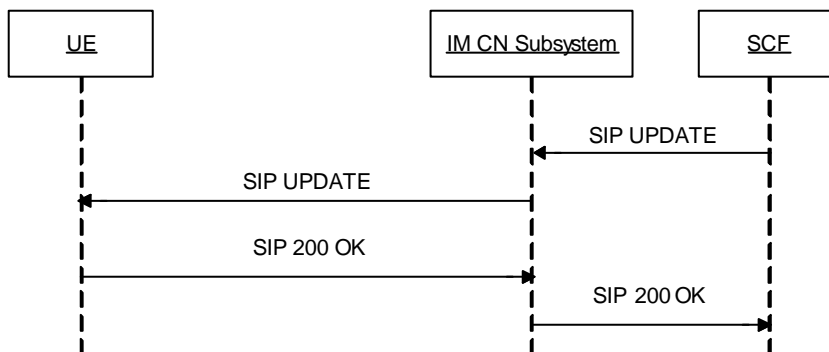 UE
IM CN Subsystem
SCF
SIP UPDATE
SIP UPDATE
SIP 200 OK
SIP 200 OK